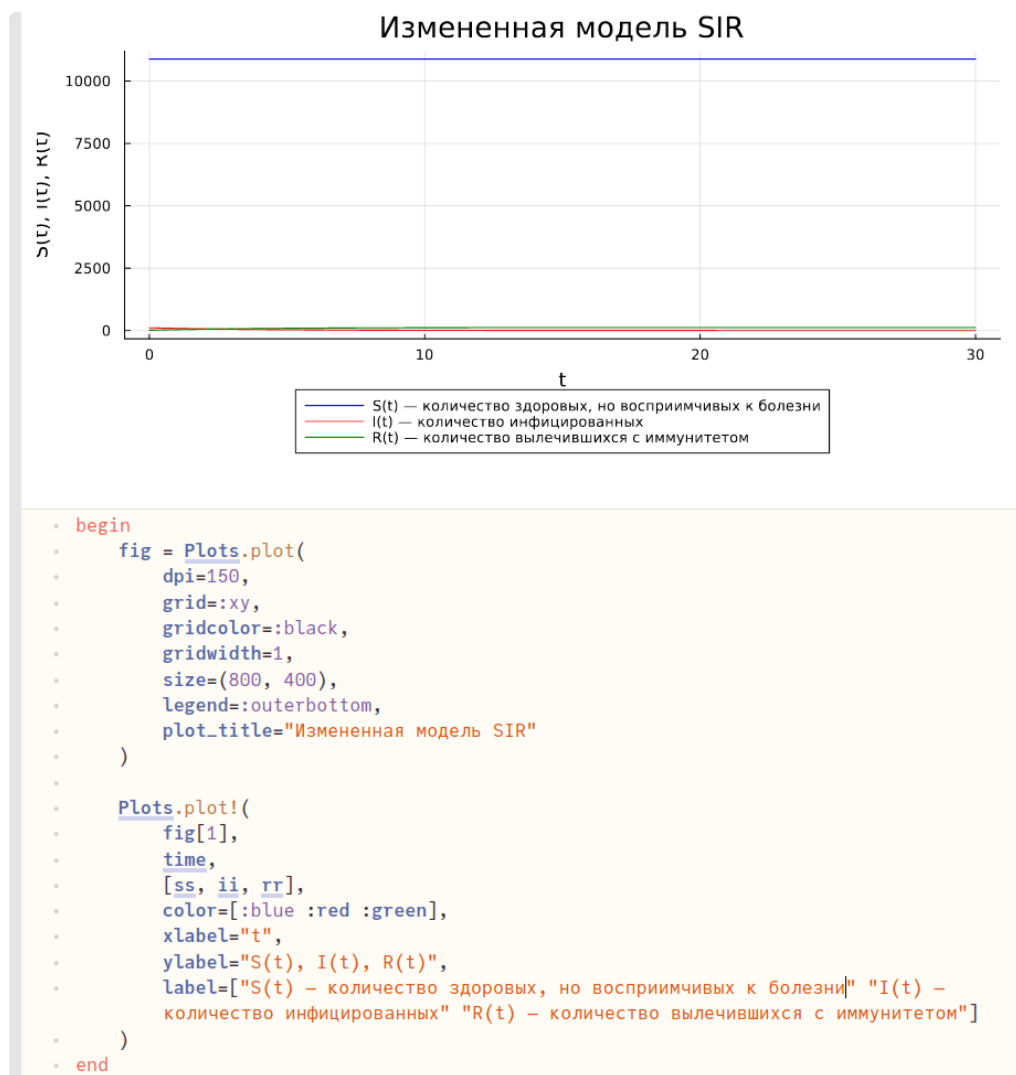 Измененная модель SIR
10000
7500
5000
2500
0
S(t), I(t), R(t)
0 10 20 30
t
S(t) — количество здоровых, но восприимчивых к болезни
I(t) — количество инфицированных
R(t) — количество вылечившихся с иммунитетом
begin
fig = Plots.plot(
dpi=150,
grid=:xy,
gridcolor=:black,
gridwidth=1,
size=(800, 400),
legend=:outerbottom,
plot_title="Измененная модель SIR"
)
Plots.plot!(
fig[1],
time,
[ss, ii, rr],
color=[:blue :red :green],
xlabel="t",
ylabel="S(t), I(t), R(t)",
label=["S(t) — количество здоровых, но восприимчивых к болезни" "I(t) —
количество инфицированных" "R(t) — количество вылечившихся с иммунитетом"]
)
end